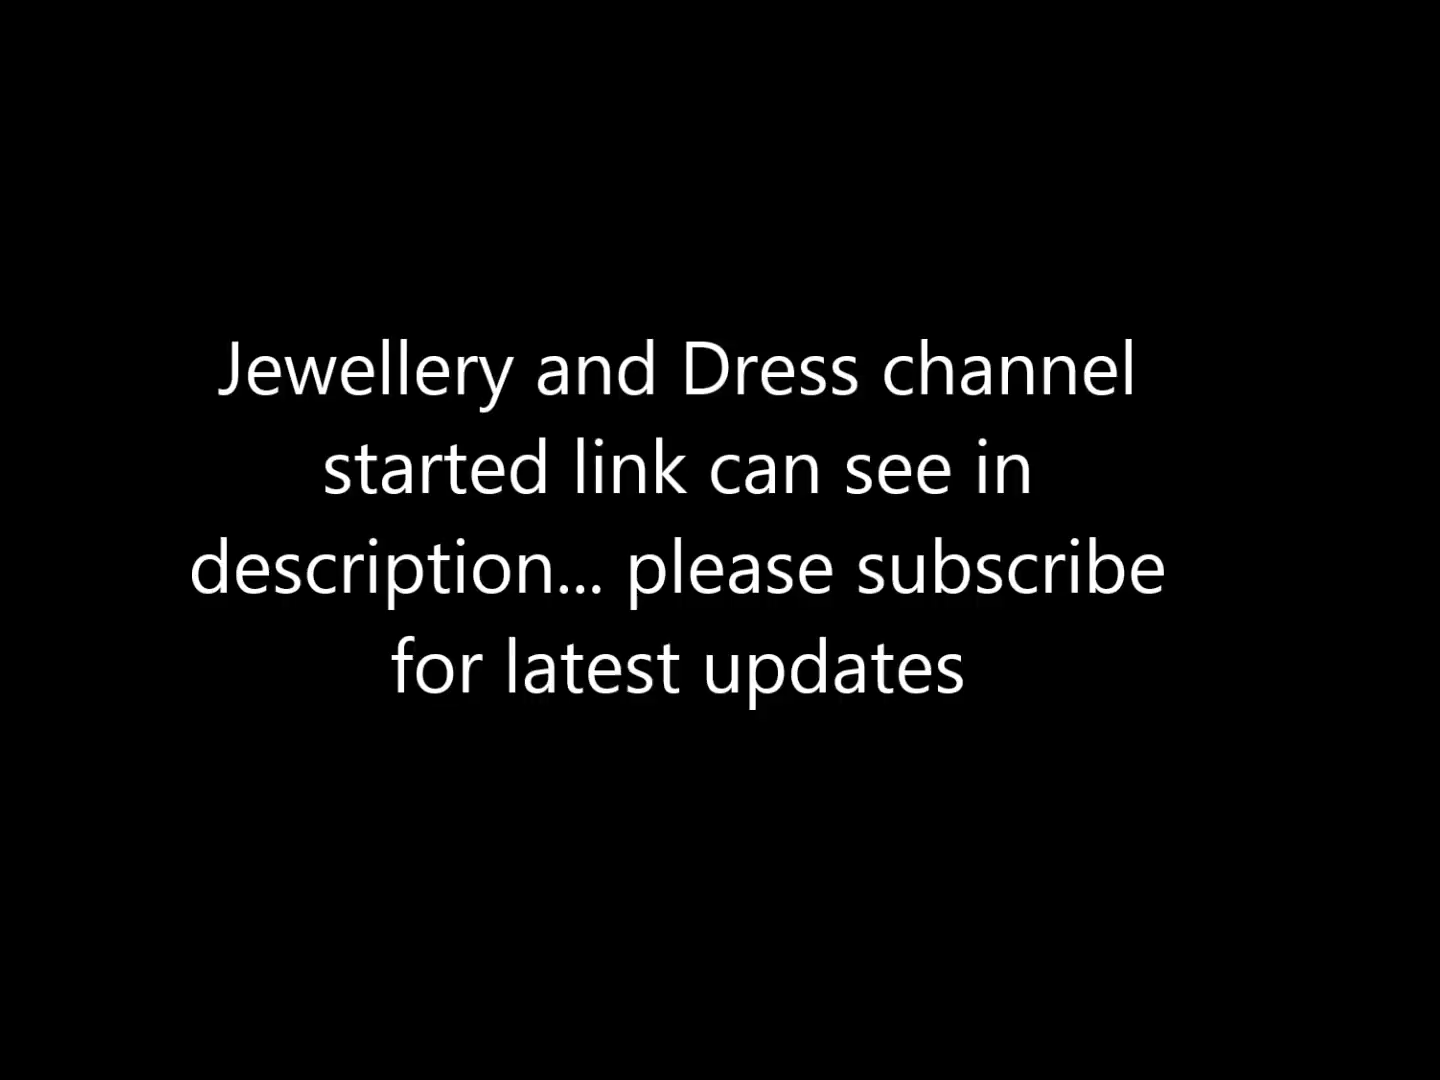 Jewellery and Dress channel
started link can see in
description... please subscribe
for latest updates